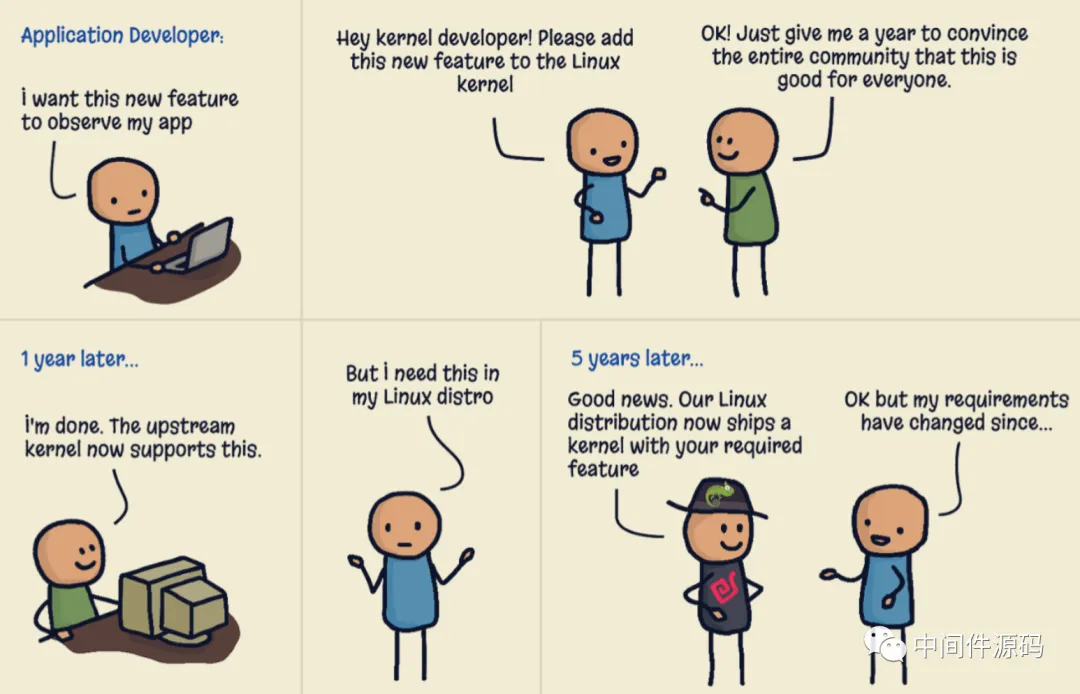 Application Developer:
i want this new feature
to observe my app
Hey kernel developer! Please add
this new feature to the Linux
kernel
OK! Just give me a year to convince
the entire community that this is
good for everyone.
1 year later...
i'm done. The upstream
kernel now supports this.
But i need this in
my Linux distro
5 years later...
Good news. Our Linux
distribution now ships a
kernel with your required
feature
OK but my requirements
have changed since...
中间件源码